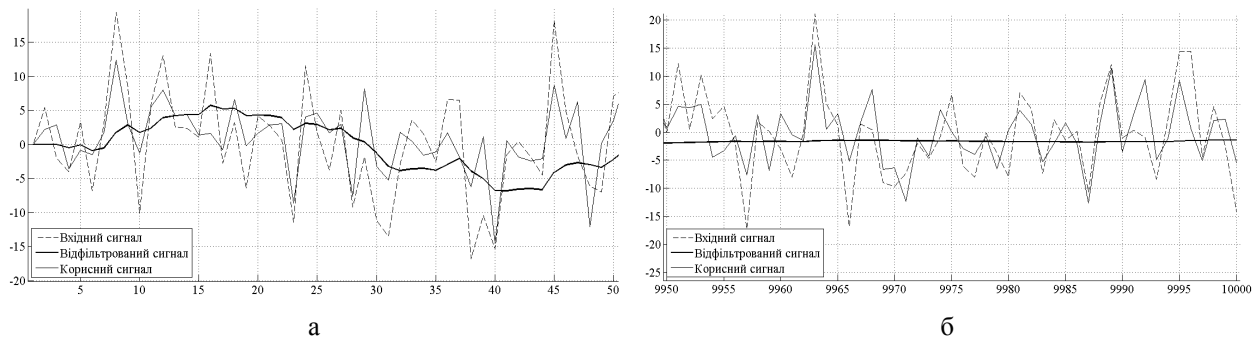 15
10
5
0
-5
-10
-15
-20
Вхідний сигнал
Відфільтрований сигнал
Корисний сигнал
5 10 15 20 25 30 35 40 45 50
а
20
15
10
5
0
-5
-10
-15
-20
-25
Вхідний сигнал
Відфільтрований сигнал
Корисний сигнал
9950 9955 9960 9965 9970 9975 9980 9985 9990 9995 10000
б